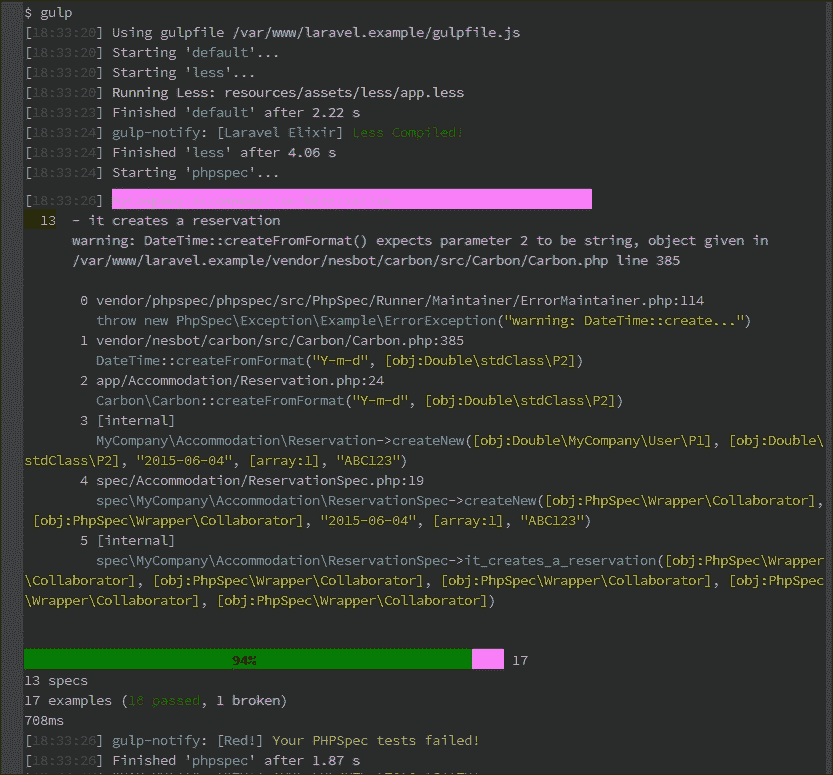 $ gulp
[18:33:20] Using gulpfile /var/www/laravel.example/gulpfile.js
[18:33:20] Starting 'default'...
[18:33:20] Starting 'less'...
[18:33:20] Running Less: resources/assets/less/app.less
[18:33:23] Finished 'default' after 2.22 s
[18:33:24] gulp-notify: [Laravel Elixir] Less Compiled!
[18:33:24] Finished 'less' after 4.06 s
[18:33:24] Starting 'phpspec'...
[18:33:26]
13 - it creates a reservation
warning: DateTime::createFromFormat() expects parameter 2 to be string, object given in
/var/www/laravel.example/vendor/nesbot/carbon/src/Carbon/Carbon.php line 385
0 vendor/phpspec/phpspec/src/PhpSpec/Runner/Maintainer/ErrorMaintainer.php:114
throw new PhpSpec\Exception\Example\ErrorException("warning: DateTime::create...")
1 vendor/nesbot/carbon/src/Carbon/Carbon.php:385
DateTime::createFromFormat("Y-m-d", [obj:Double\stdClass\P2])
2 app/Accommodation/Reservation.php:24
Carbon\Carbon::createFromFormat("Y-m-d", [obj:Double\stdClass\P2])
3 [internal]
MyCompany\Accommodation\Reservation->createNew([obj:Double\MyCompany\User\P1], [obj:Double\
stdClass\P2], "2015-06-04", [array:1], "ABC123")
4 spec/Accommodation/ReservationSpec.php:19
spec\MyCompany\Accommodation\ReservationSpec->createNew([obj:PhpSpec\Wrapper\Collaborator],
[obj:PhpSpec\Wrapper\Collaborator], "2015-06-04", [array:1], "ABC123")
5 [internal]
spec\MyCompany\Accommodation\ReservationSpec->it_creates_a_reservation([obj:PhpSpec\Wrapper
\Collaborator], [obj:PhpSpec\Wrapper\Collaborator], [obj:PhpSpec\Wrapper\Collaborator], [obj:PhpSpec
\Wrapper\Collaborator], [obj:PhpSpec\Wrapper\Collaborator])
94% 17
13 specs
17 examples (16 passed, 1 broken)
708ms
[18:33:26] gulp-notify: [Red!] Your PHPSpec tests failed!
[18:33:26] Finished 'phpspec' after 1.87 s